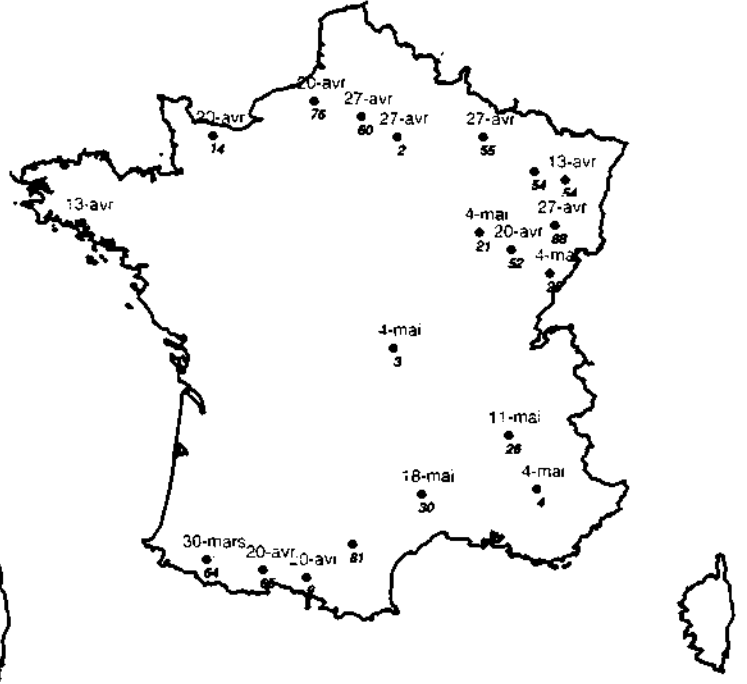 20-avr
76
27-avr
60
20-avr
14
27-avr
2
27-avr
55
54
13-avr
54
13-avr
27-avr
88
4-mai
21
20-avr
52
4-mai
4-mai
3
11-mai
26
4-mai
4
18-mai
30
81
30-mars
64
20-avr
65